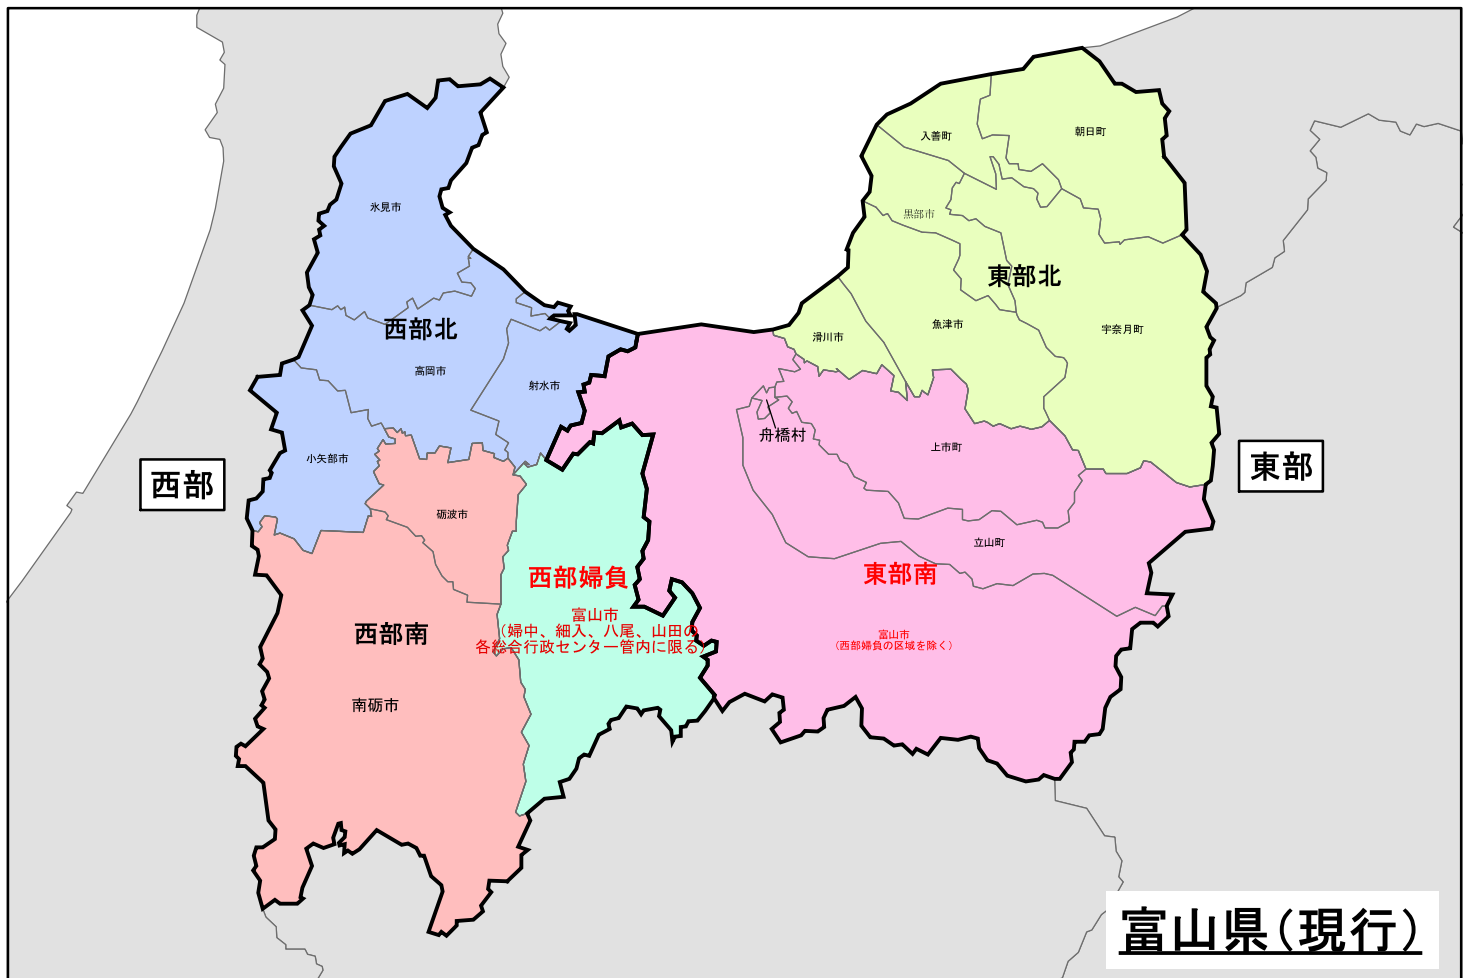 入善町
朝日町
氷見市
黒部市
東部北
西部北
魚津市
宇奈月町
滑川市
高岡市
射水市
舟橋村
上市町
小矢部市
西部
東部
砺波市
立山町
西部婦負
東部南
富山市
（婦中、細入、八尾、山田の
各総合行政センター管内に限る）
西部南
富山市
（西部婦負の区域を除く）
南砺市
富山県（現行）